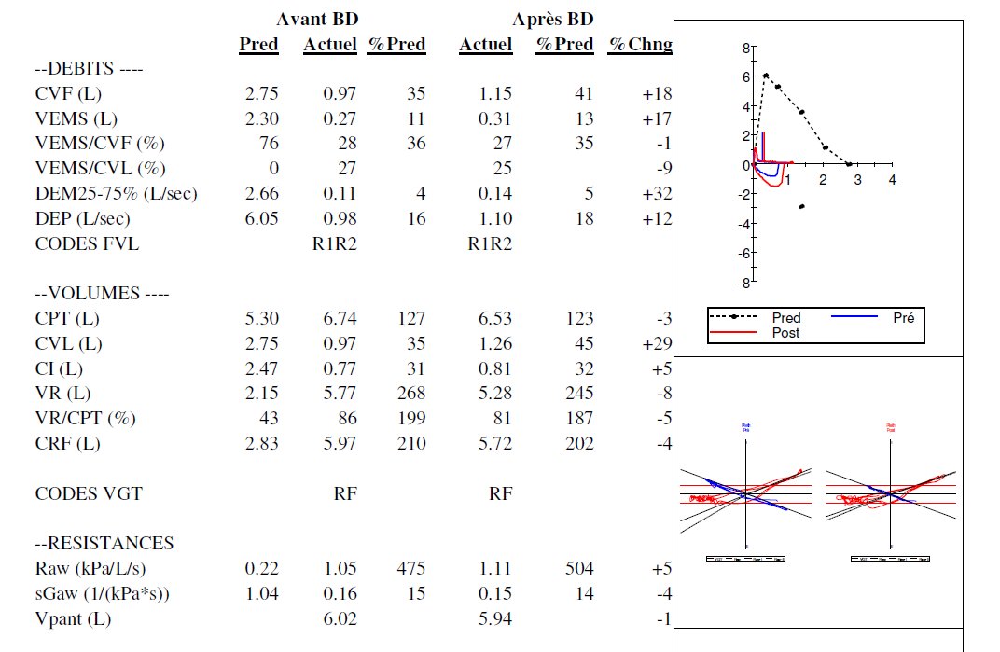 Avant BD Après BD
Pred Actuel %Pred Actuel %Pred %Chng
--DEBITS ----
CVF (L) 2.75 0.97 35 1.15 41 +18
VEMS (L) 2.30 0.27 11 0.31 13 +17
VEMS/CVF (%) 76 28 36 27 35 -1
VEMS/CVL (%) 0 27 25 -9
DEM25-75% (L/sec) 2.66 0.11 4 0.14 5 +32
DEP (L/sec) 6.05 0.98 16 1.10 18 +12
CODES FVL R1R2 R1R2
--VOLUMES ----
CPT (L) 5.30 6.74 127 6.53 123 -3
CVL (L) 2.75 0.97 35 1.26 45 +29
CI (L) 2.47 0.77 31 0.81 32 +5
VR (L) 2.15 5.77 268 5.28 245 -8
VR/CPT (%) 43 86 199 81 187 -5
CRF (L) 2.83 5.97 210 5.72 202 -4
CODES VGT RF RF
--RESISTANCES
Raw (kPa/L/s) 0.22 1.05 475 1.11 504 +5
sGaw (1/(kPa*s)) 1.04 0.16 15 0.15 14 -4
Vpant (L) 6.02 5.94 -1
8
6
4
2
0 1 2 3 4
-2
-4
-6
-8
Pred Pré
Post
Pleth Pleth
Pré Post